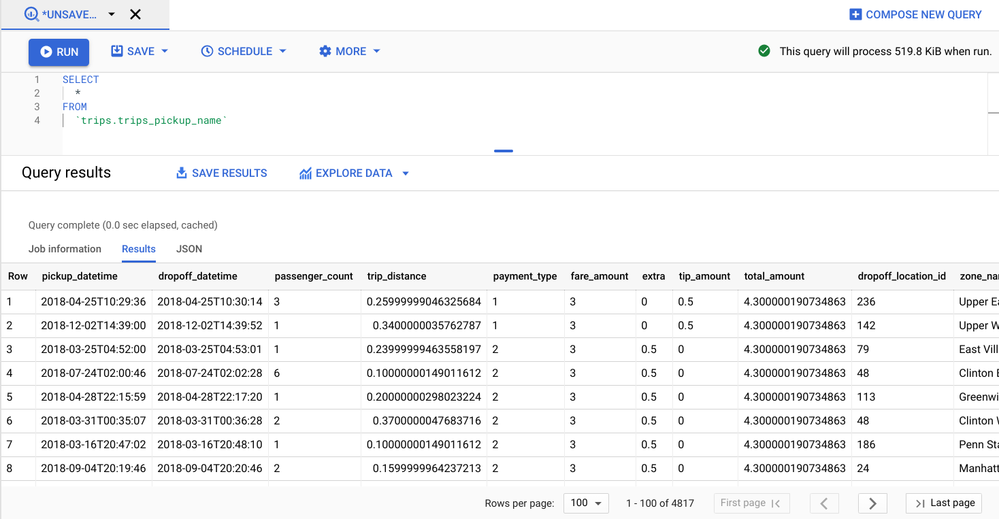 *UNSAVE...
COMPOSE NEW QUERY
RUN SAVE SCHEDULE MORE This query will process 519.8 KiB when run.
1 SELECT
2 *
3 FROM
4 `trips.trips_pickup_name`
Query results SAVE RESULTS EXPLORE DATA
Query complete (0.0 sec elapsed, cached)
Job information Results JSON
Row pickup_datetime dropoff_datetime passenger_count trip_distance payment_type fare_amount extra tip_amount total_amount dropoff_location_id zone_na
1 2018-04-25T10:29:36 2018-04-25T10:30:14 3 0.25999999046325684 1 3 0 0.5 4.300000190734863 236 Upper Ea
2 2018-12-02T14:39:00 2018-12-02T14:39:52 1 0.3400000035762787 1 3 0 0.5 4.300000190734863 142 Upper W
3 2018-03-25T04:52:00 2018-03-25T04:53:01 1 0.23999999463558197 2 3 0.5 0 4.300000190734863 79 East Vill
4 2018-07-24T02:00:46 2018-07-24T02:02:28 6 0.10000000149011612 2 3 0.5 0 4.300000190734863 48 Clinton E
5 2018-04-28T22:15:59 2018-04-28T22:17:20 1 0.20000000298023224 2 3 0.5 0 4.300000190734863 113 Greenwi
6 2018-03-31T00:35:07 2018-03-31T00:36:28 2 0.3700000047683716 2 3 0.5 0 4.300000190734863 48 Clinton W
7 2018-03-16T20:47:02 2018-03-16T20:48:10 1 0.10000000149011612 2 3 0.5 0 4.300000190734863 186 Penn Sta
8 2018-09-04T20:19:46 2018-09-04T20:20:46 2 0.1599999964237213 2 3 0.5 0 4.300000190734863 24 Manhatt
Rows per page: 100 1 - 100 of 4817 First page Last page